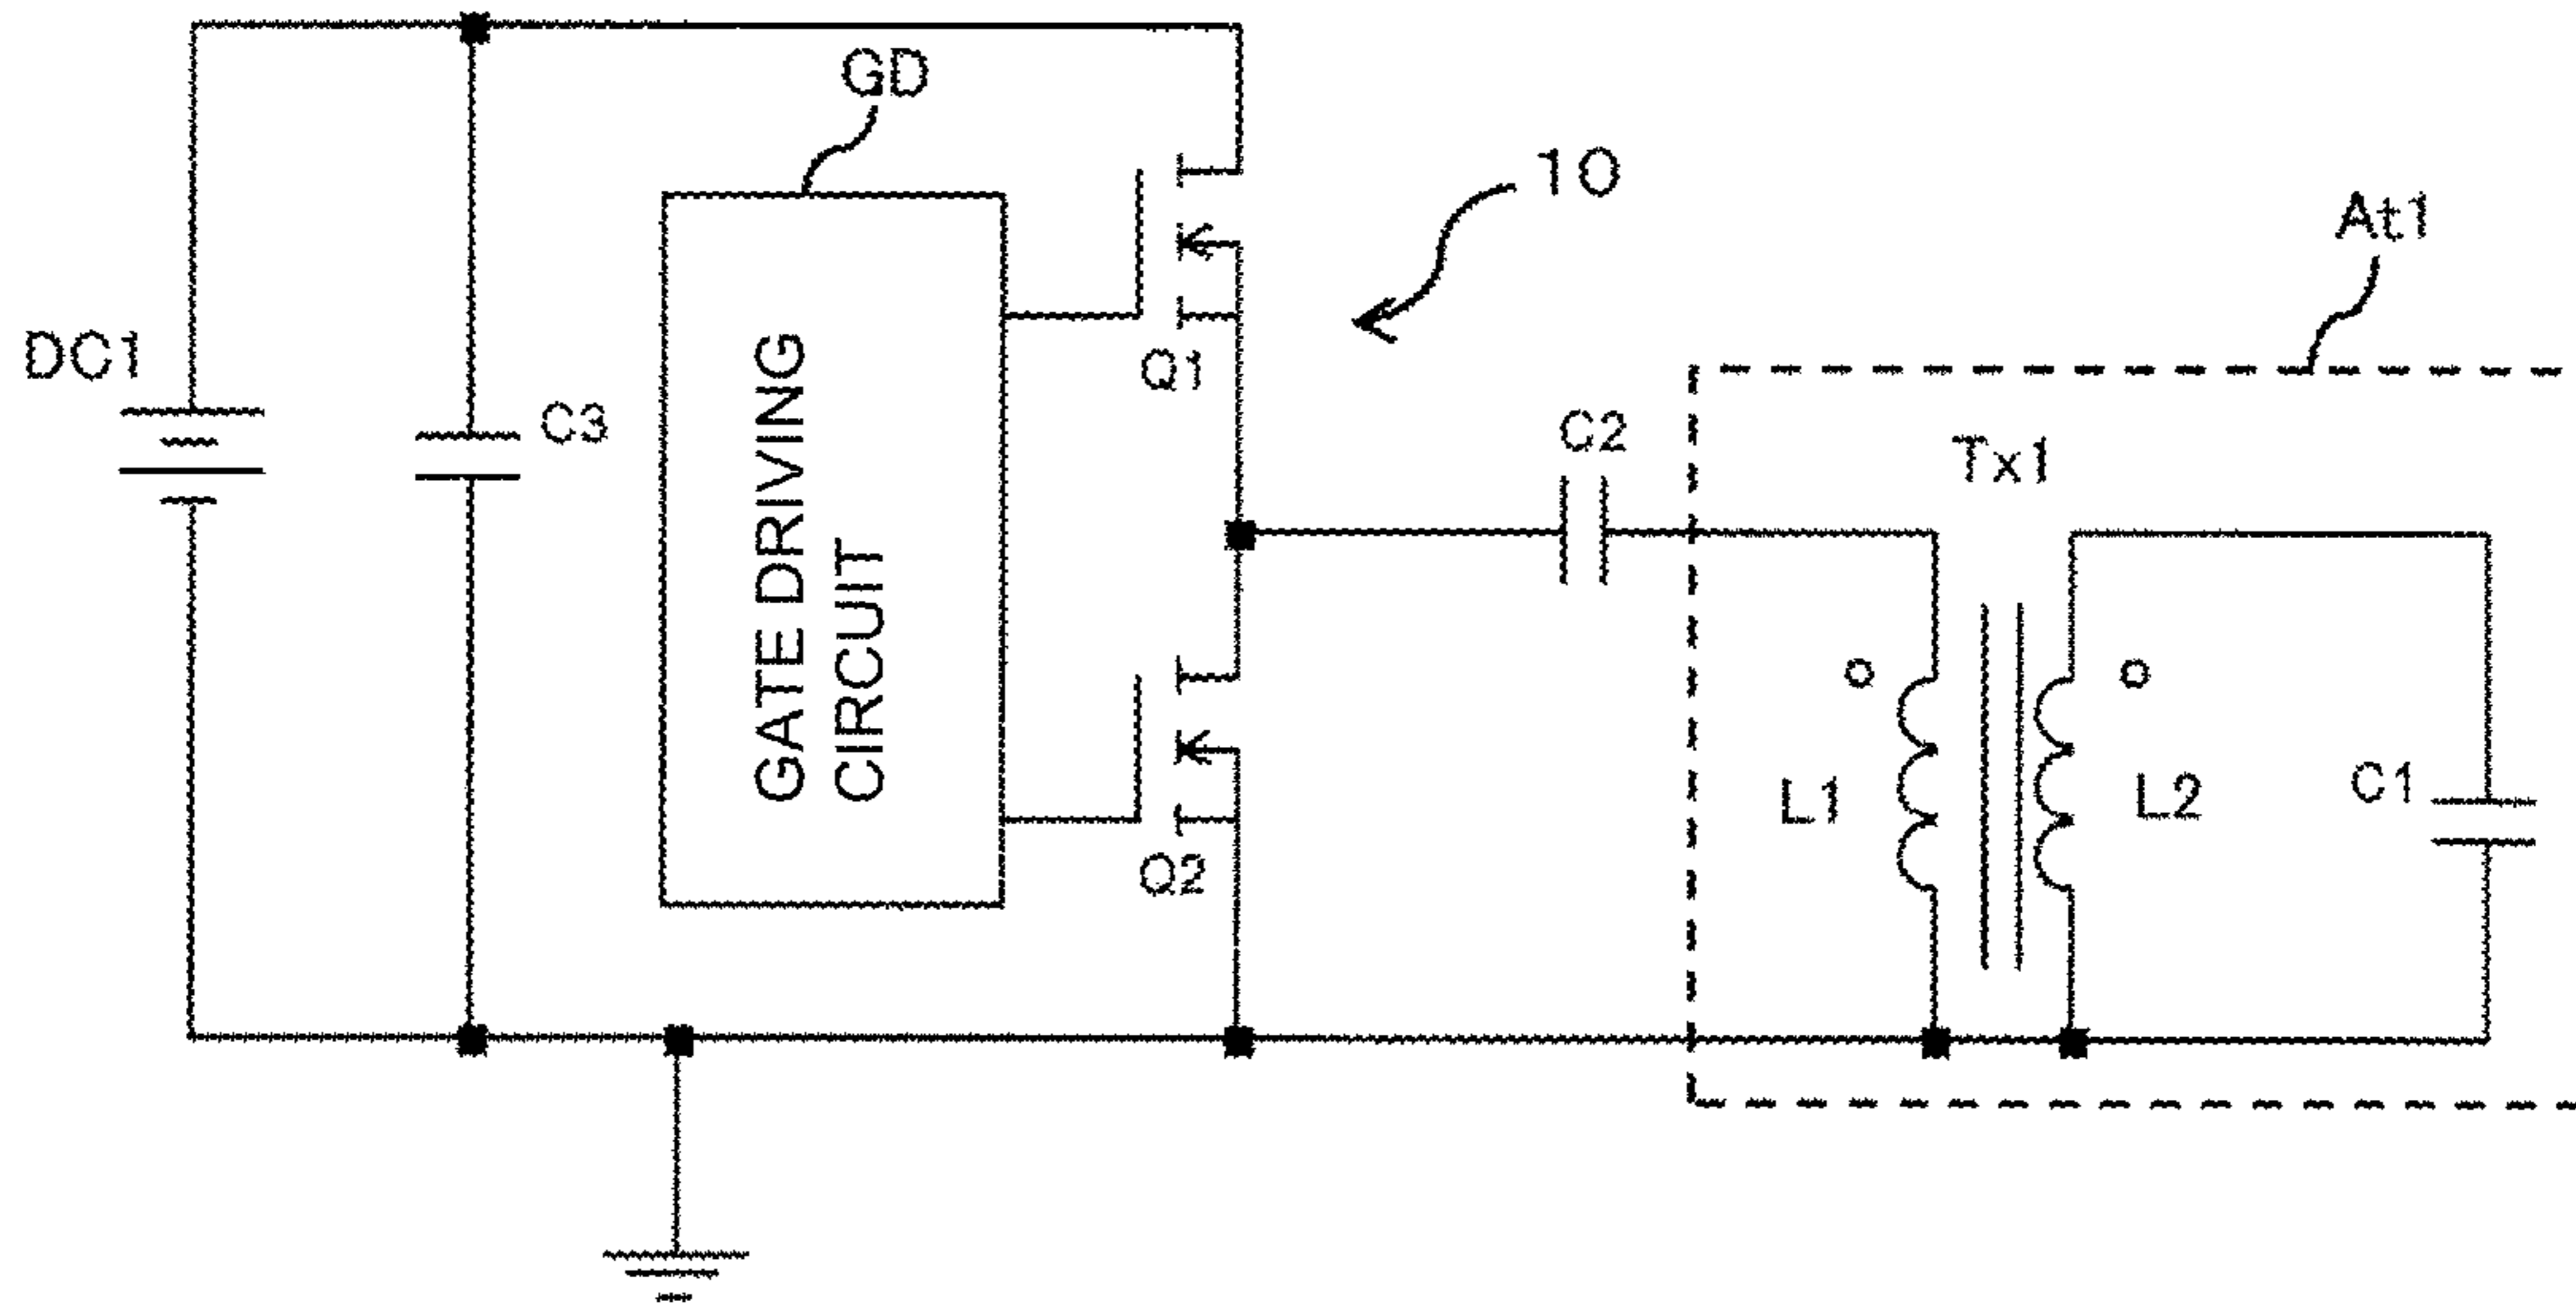 GD
10
At1
DC1
C3
Q1
C2
Tx1
GATE DRIVING
CIRCUIT
L1
L2
C1
Q2